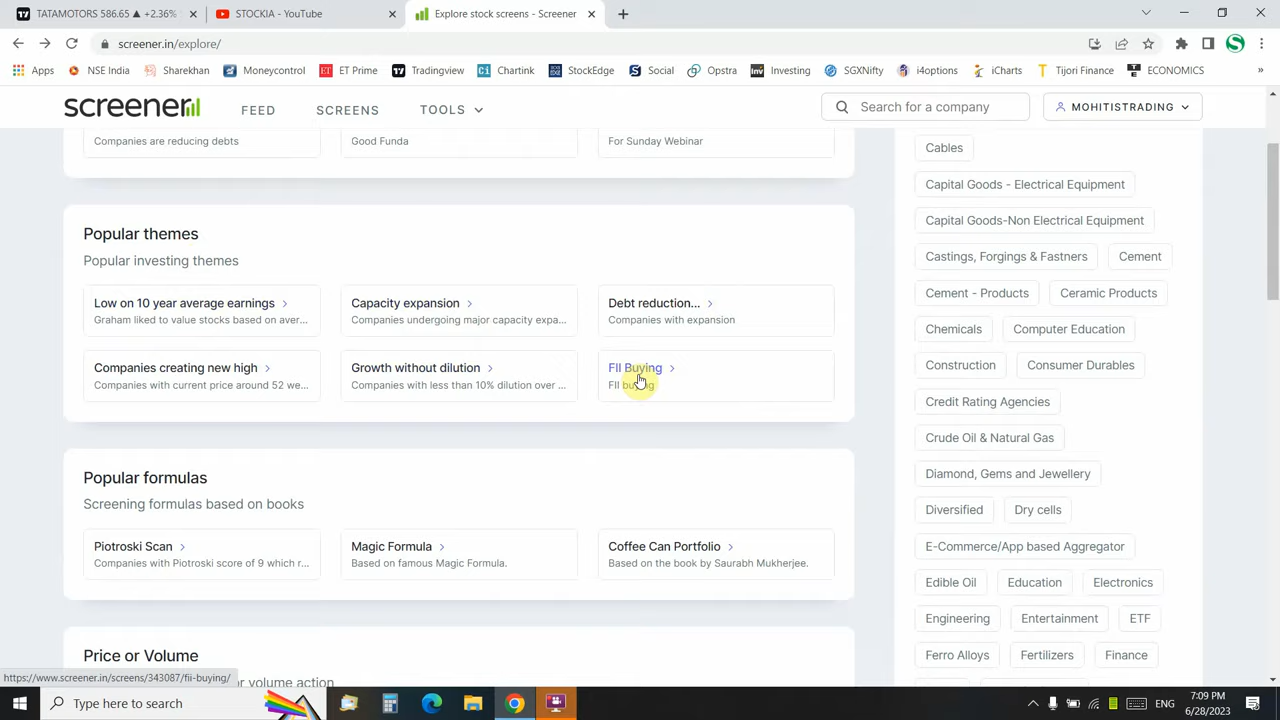 TATAMOTORS 586.65 ▲ +2.36%
STOCKIA - YouTube
Explore stock screens - Screener
screener.in/explore/
Apps
NSE India
Sharekhan
Moneycontrol
ET Prime
Tradingview
Chartink
StockEdge
Social
Opstra
Investing
SGXNifty
i4options
iCharts
Tijori Finance
ECONOMICS
»
screener
FEED
SCREENS
TOOLS
Search for a company
MOHITISTRADING
Companies are reducing debts
Good Funda
For Sunday Webinar
Popular themes
Popular investing themes
Low on 10 year average earnings
Graham liked to value stocks based on aver...
Capacity expansion
Companies undergoing major capacity expa...
Debt reduction...
Companies with expansion
Companies creating new high
Companies with current price around 52 we...
Growth without dilution
Companies with less than 10% dilution over ...
FII Buying
FII buying
Popular formulas
Screening formulas based on books
Piotroski Scan
Companies with Piotroski score of 9 which r...
Magic Formula
Based on famous Magic Formula.
Coffee Can Portfolio
Based on the book by Saurabh Mukherjee.
Price or Volume
or volume action
Cables
Capital Goods - Electrical Equipment
Capital Goods-Non Electrical Equipment
Castings, Forgings & Fastners
Cement
Cement - Products
Ceramic Products
Chemicals
Computer Education
Construction
Consumer Durables
Credit Rating Agencies
Crude Oil & Natural Gas
Diamond, Gems and Jewellery
Diversified
Dry cells
E-Commerce/App based Aggregator
Edible Oil
Education
Electronics
Engineering
Entertainment
ETF
Ferro Alloys
Fertilizers
Finance
https://www.screener.in/screens/343087/fii-buying/
Type here to search
ENG
7:09 PM
6/28/2023